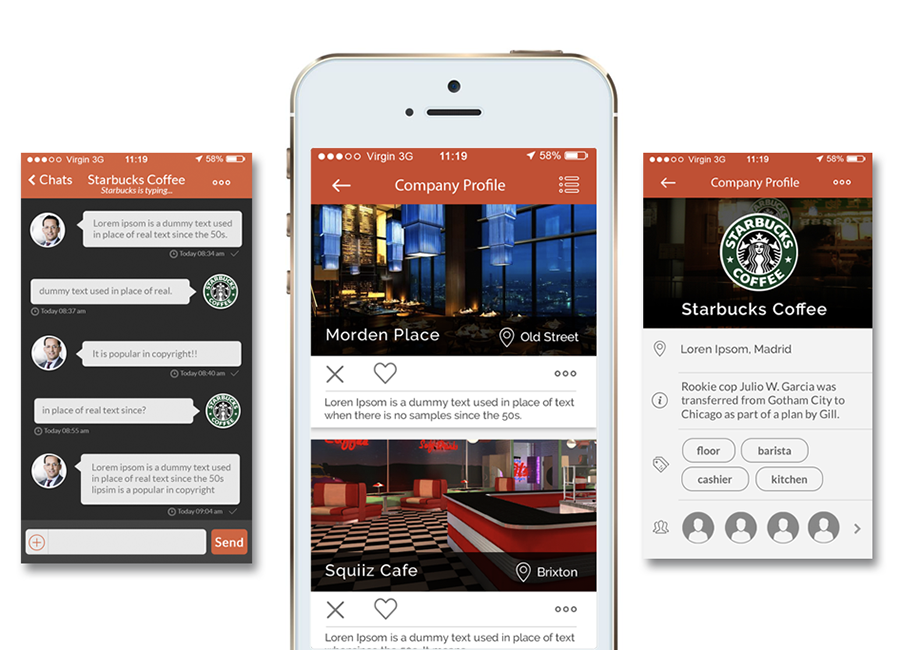 Virgin 3G 11:19 58%
Chats Starbucks Coffee
Starbucks is typing...
Lorem ipsom is a dummy text used
in place of real text since the 50s.
Today 08:34 am
dummy text used in place of real.
STARBUCKS
COFFEE
Today 08:37 am
It is popular in copyright!!
Today 08:40 am
in place of real text since?
STARBUCKS
COFFEE
Today 08:55 am
Lorem ipsom is a dummy text used
in place of real text since the 50s
lipsim is a popular in copyright
Today 09:04 am
Send
Virgin 3G 11:19 58%
Company Profile
Morden Place Old Street
Loren Ipsom is a dummy text used in place of text
when there is no samples since the 50s.
Squiiz Cafe Brixton
Loren Ipsom is a dummy text used in place of text
Virgin 3G 11:19 58%
Company Profile
STARBUCKS
COFFEE
Starbucks Coffee
Loren Ipsom, Madrid
Rookie cop Julio W. Garcia was
transferred from Gotham City to
Chicago as part of a plan by Gill.
floor barista
cashier kitchen